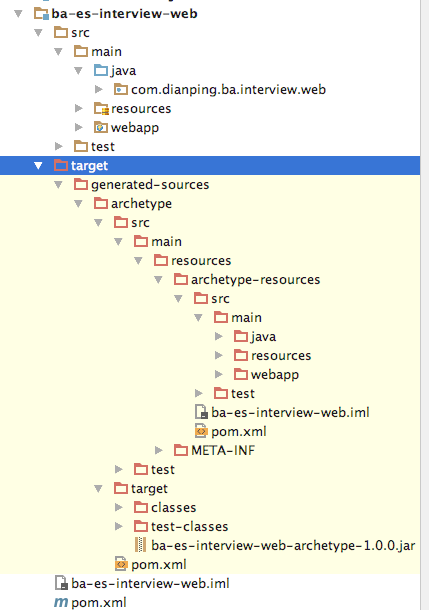 ba-es-interview-web
src
main
java
com.dianping.ba.interview.web
resources
webapp
test
target
generated-sources
archetype
src
main
resources
archetype-resources
src
main
java
resources
webapp
test
ba-es-interview-web.iml
pom.xml
META-INF
test
target
classes
test-classes
ba-es-interview-web-archetype-1.0.0.jar
pom.xml
ba-es-interview-web.iml
pom.xml